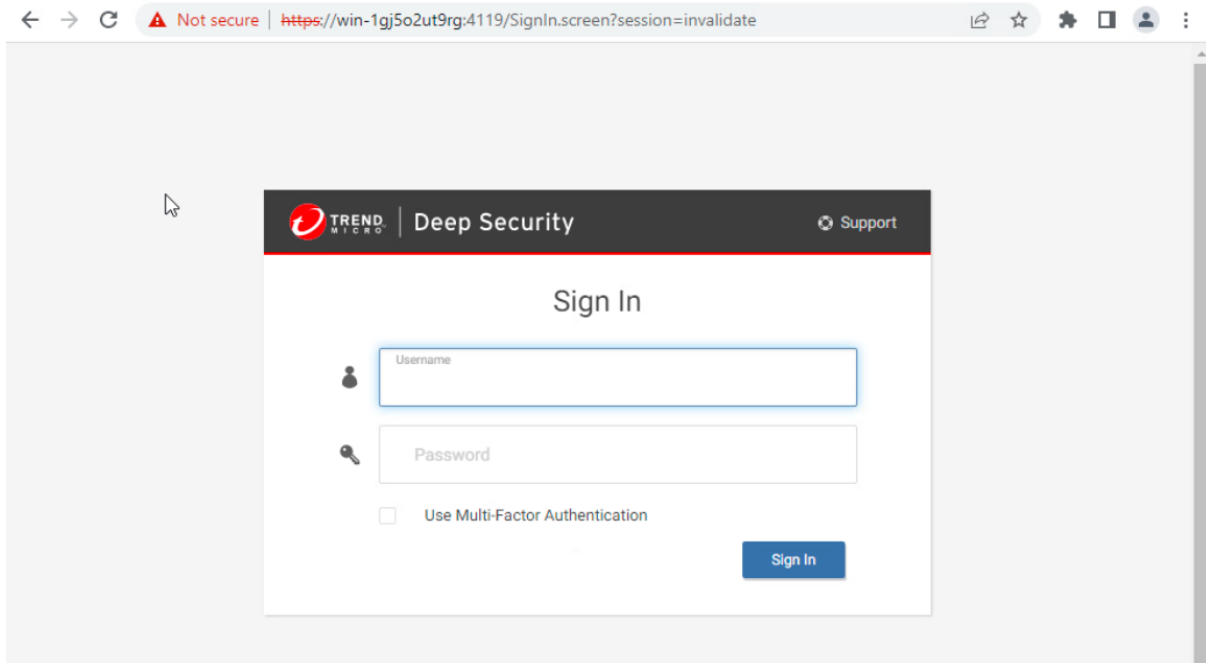 Not secure | https://win-1gj5o2ut9rg:4119/SignIn.screen?session=invalidate
TREND MICRO | Deep Security
Support
Sign In
Username
Password
Use Multi-Factor Authentication
Sign In